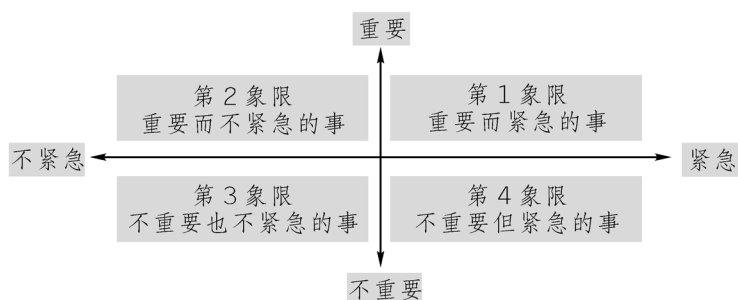 重要
第2象限
重要而不紧急的事
第1象限
重要而紧急的事
不紧急
紧急
第3象限
不重要也不紧急的事
第4象限
不重要但紧急的事
不重要